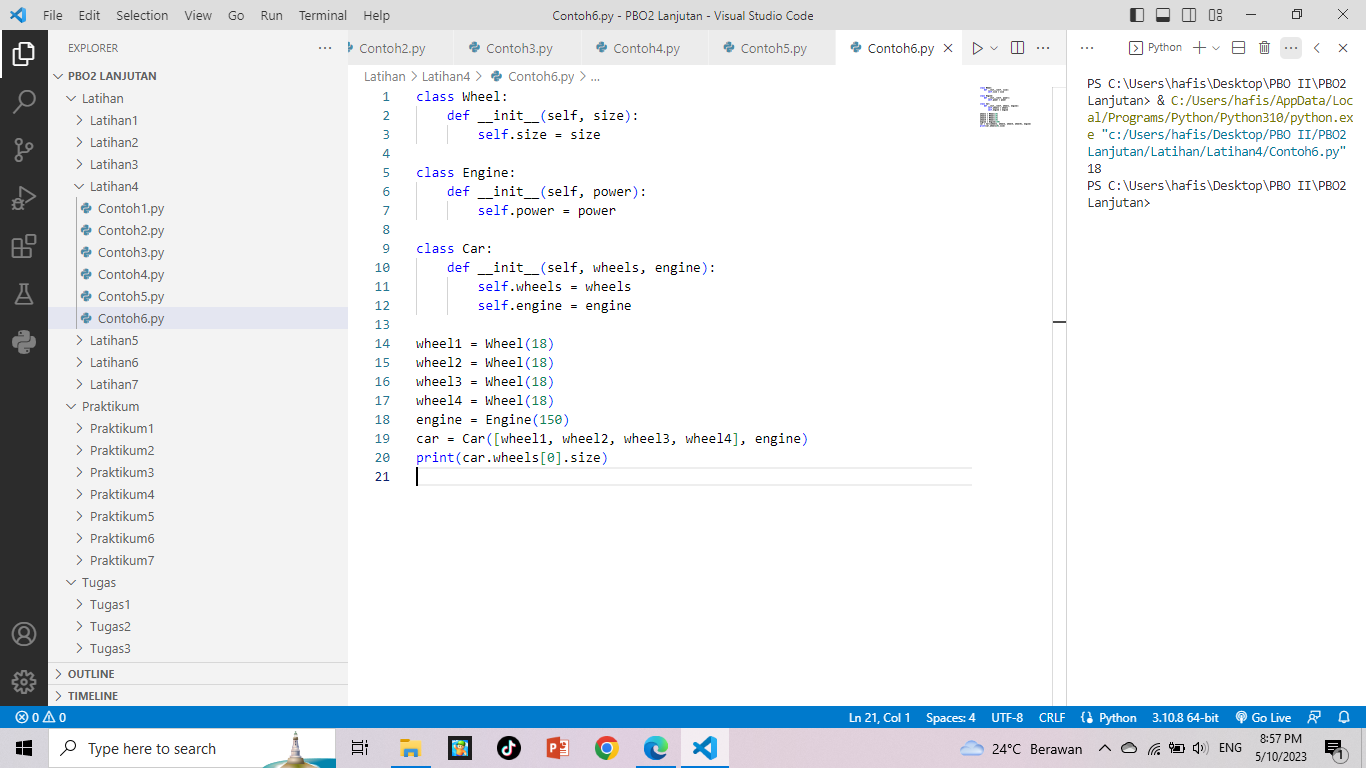 File Edit Selection View Go Run Terminal Help
Contoh6.py - PBO2 Lanjutan - Visual Studio Code
EXPLORER
PBO2 LANJUTAN
Latihan
Latihan1
Latihan2
Latihan3
Latihan4
Contoh1.py
Contoh2.py
Contoh3.py
Contoh4.py
Contoh5.py
Contoh6.py
Latihan5
Latihan6
Latihan7
Praktikum
Praktikum1
Praktikum2
Praktikum3
Praktikum4
Praktikum5
Praktikum6
Praktikum7
Tugas
Tugas1
Tugas2
Tugas3
OUTLINE
TIMELINE
Contoh2.py Contoh3.py Contoh4.py Contoh5.py Contoh6.py
Latihan > Latihan4 > Contoh6.py > ...
1 class Wheel:
2     def __init__(self, size):
3         self.size = size
4
5 class Engine:
6     def __init__(self, power):
7         self.power = power
8
9 class Car:
10     def __init__(self, wheels, engine):
11         self.wheels = wheels
12         self.engine = engine
13
14 wheel1 = Wheel(18)
15 wheel2 = Wheel(18)
16 wheel3 = Wheel(18)
17 wheel4 = Wheel(18)
18 engine = Engine(150)
19 car = Car([wheel1, wheel2, wheel3, wheel4], engine)
20 print(car.wheels[0].size)
21
Python
PS C:\Users\hafis\Desktop\PBO II\PBO2
Lanjutan> & C:/Users/hafis/AppData/Loc
al/Programs/Python/Python310/python.ex
e "c:/Users/hafis/Desktop/PBO II/PBO2
Lanjutan/Latihan/Latihan4/Contoh6.py"
18
PS C:\Users\hafis\Desktop\PBO II\PBO2
Lanjutan>
0 0 Ln 21, Col 1 Spaces: 4 UTF-8 CRLF Python 3.10.8 64-bit Go Live
Type here to search
24°C Berawan ENG
8:57 PM
5/10/2023
1